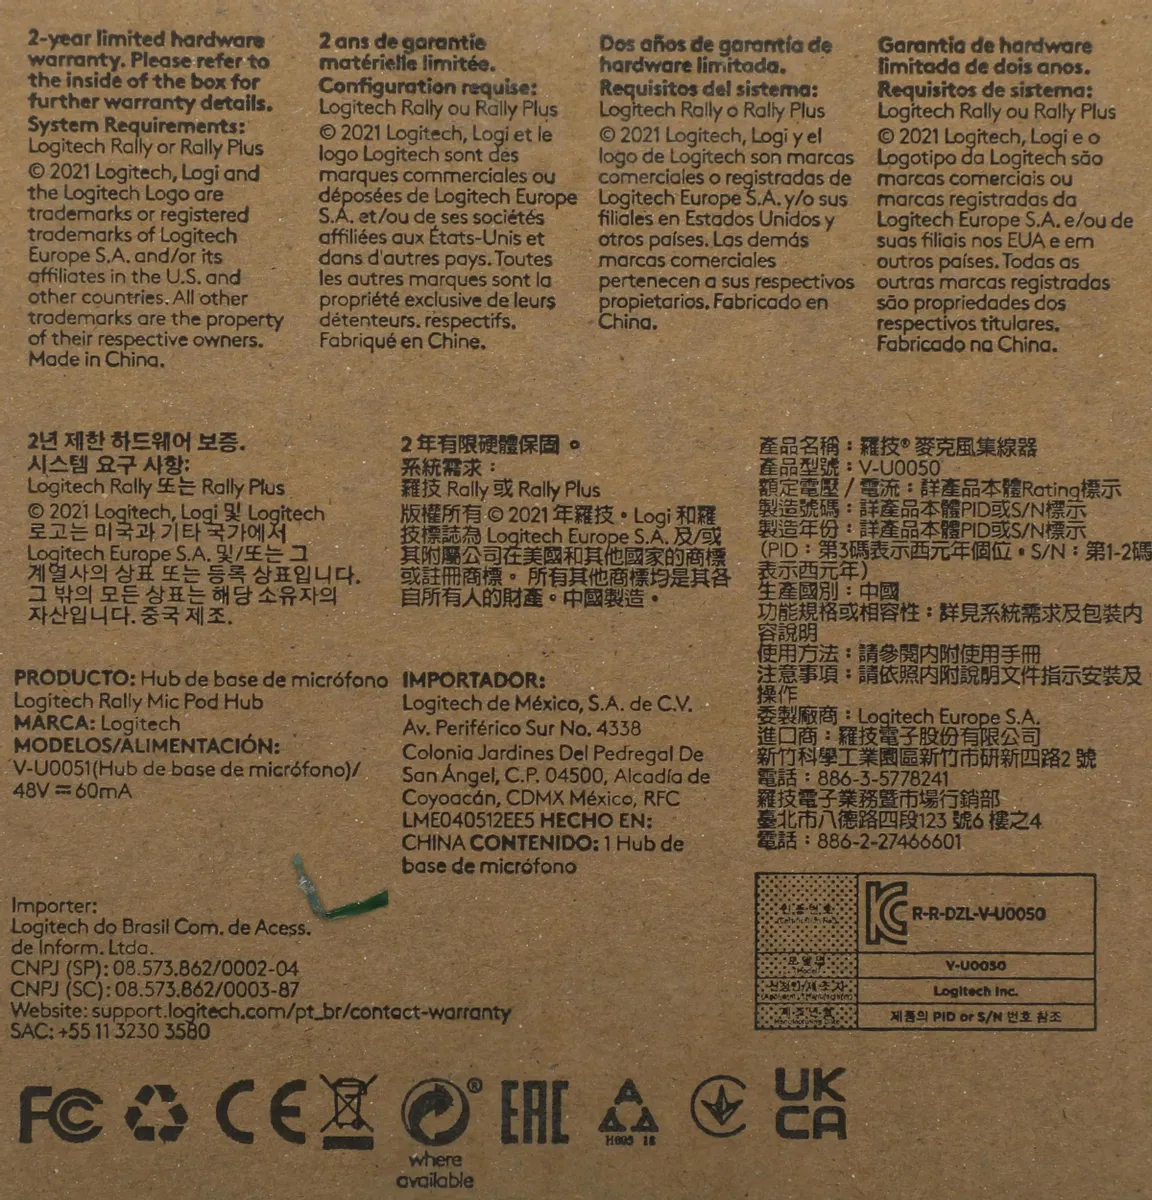 2-year limited hardware
warranty. Please refer to
the inside of the box for
further warranty details.
System Requirements:
Logitech Rally or Rally Plus
© 2021 Logitech, Logi and
the Logitech Logo are
trademarks or registered
trademarks of Logitech
Europe S.A. and/or its
affiliates in the U.S. and
other countries. All other
trademarks are the property
of their respective owners.
Made in China.
2 ans de garantie
matérielle limitée.
Configuration requise:
Logitech Rally ou Rally Plus
© 2021 Logitech, Logi et le
logo Logitech sont des
marques commerciales ou
déposées de Logitech Europe
S.A. et/ou de ses sociétés
affiliées aux États-Unis et
dans d'autres pays. Toutes
les autres marques sont la
propriété exclusive de leurs
détenteurs. respectifs.
Fabriqué en Chine.
Dos años de garantía de
hardware limitada.
Requisitos del sistema:
Logitech Rally o Rally Plus
© 2021 Logitech, Logi y el
logo de Logitech son marcas
comerciales o registradas de
Logitech Europe S.A. y/o sus
filiales en Estados Unidos y
otros países. Las demás
marcas comerciales
pertenecen a sus respectivos
propietarios. Fabricado en
China.
Garantia de hardware
limitada de dois anos.
Requisitos de sistema:
Logitech Rally ou Rally Plus
© 2021 Logitech, Logi e o
Logotipo da Logitech são
marcas comerciais ou
marcas registradas da
Logitech Europe S.A. e/ou de
suas filiais nos EUA e em
outros países. Todas as
outras marcas registradas
são propriedades dos
respectivos titulares.
Fabricado na China.
2년 제한 하드웨어 보증.
시스템 요구 사항:
Logitech Rally 또는 Rally Plus
© 2021 Logitech, Logi 및 Logitech
로고는 미국과 기타 국가에서
Logitech Europe S.A. 및/또는 그
계열사의 상표 또는 등록 상표입니다.
그 밖의 모든 상표는 해당 소유자의
자산입니다. 중국 제조.
2 年有限硬體保固。
系統需求：
羅技 Rally 或 Rally Plus
版權所有 © 2021 年羅技。Logi 和羅
技標誌為 Logitech Europe S.A. 及/或
其附屬公司在美國和其他國家的商標
或註冊商標。 所有其他商標均是其各
自所有人的財產。中國製造。
產品名稱：羅技® 麥克風集線器
產品型號：V-U0050
額定電壓 / 電流：詳產品本體Rating標示
製造號碼：詳產品本體PID或S/N標示
製造年份：詳產品本體PID或S/N標示
(PID：第3碼表示西元年個位。S/N：第1-2碼
表示西元年)
生產國別：中國
功能規格或相容性：詳見系統需求及包裝內
容說明
使用方法：請參閱內附使用手冊
注意事項：請依照內附說明文件指示安裝及
操作
委製廠商：Logitech Europe S.A.
進口商：羅技電子股份有限公司
新竹科學工業園區新竹市研新四路2 號
電話：886-3-5778241
羅技電子業務暨市場行銷部
臺北市八德路四段123 號6 樓之4
電話：886-2-27466601
PRODUCTO: Hub de base de micrófono
Logitech Rally Mic Pod Hub
MARCA: Logitech
MODELOS/ALIMENTACIÓN:
V-U0051(Hub de base de micrófono)/
48V ⎓ 60mA
IMPORTADOR:
Logitech de México, S.A. de C.V.
Av. Periférico Sur No. 4338
Colonia Jardines Del Pedregal De
San Ángel, C.P. 04500, Alcadía de
Coyoacán, CDMX México, RFC
LME040512EE5 HECHO EN:
CHINA CONTENIDO: 1 Hub de
base de micrófono
Importer:
Logitech do Brasil Com. de Acess.
de Inform. Ltda.
CNPJ (SP): 08.573.862/0002-04
CNPJ (SC): 08.573.862/0003-87
Website: support.logitech.com/pt_br/contact-warranty
SAC: +55 11 3230 3580
R-R-DZL-V-U0050
모델명
V-U0050
Logitech Inc.
제품의 PID or S/N 번호 참조
FC
CE
®
where
available
EAC
UK
CA